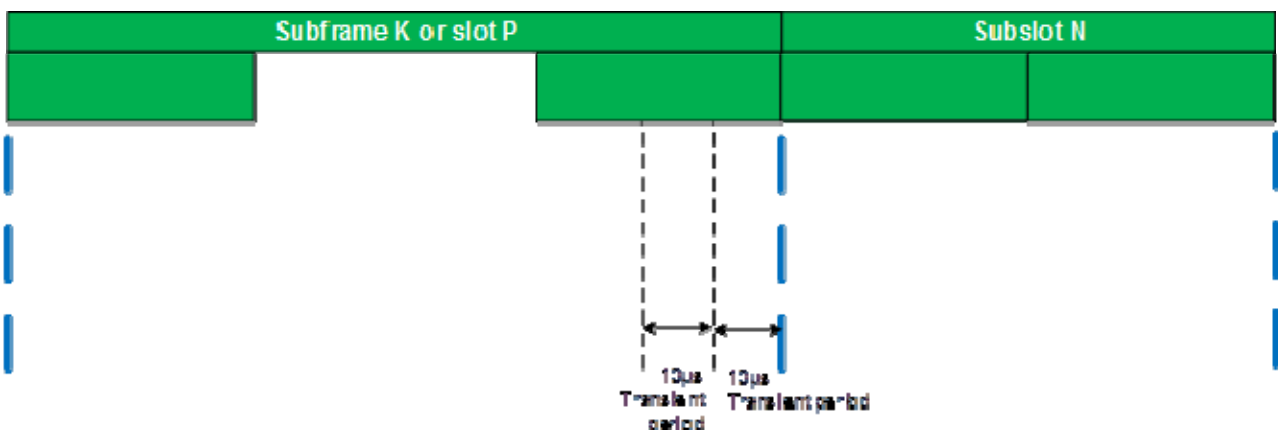 Subframe K or slot P
Subslot N
10µs
Transient
period
10µs
Transient period